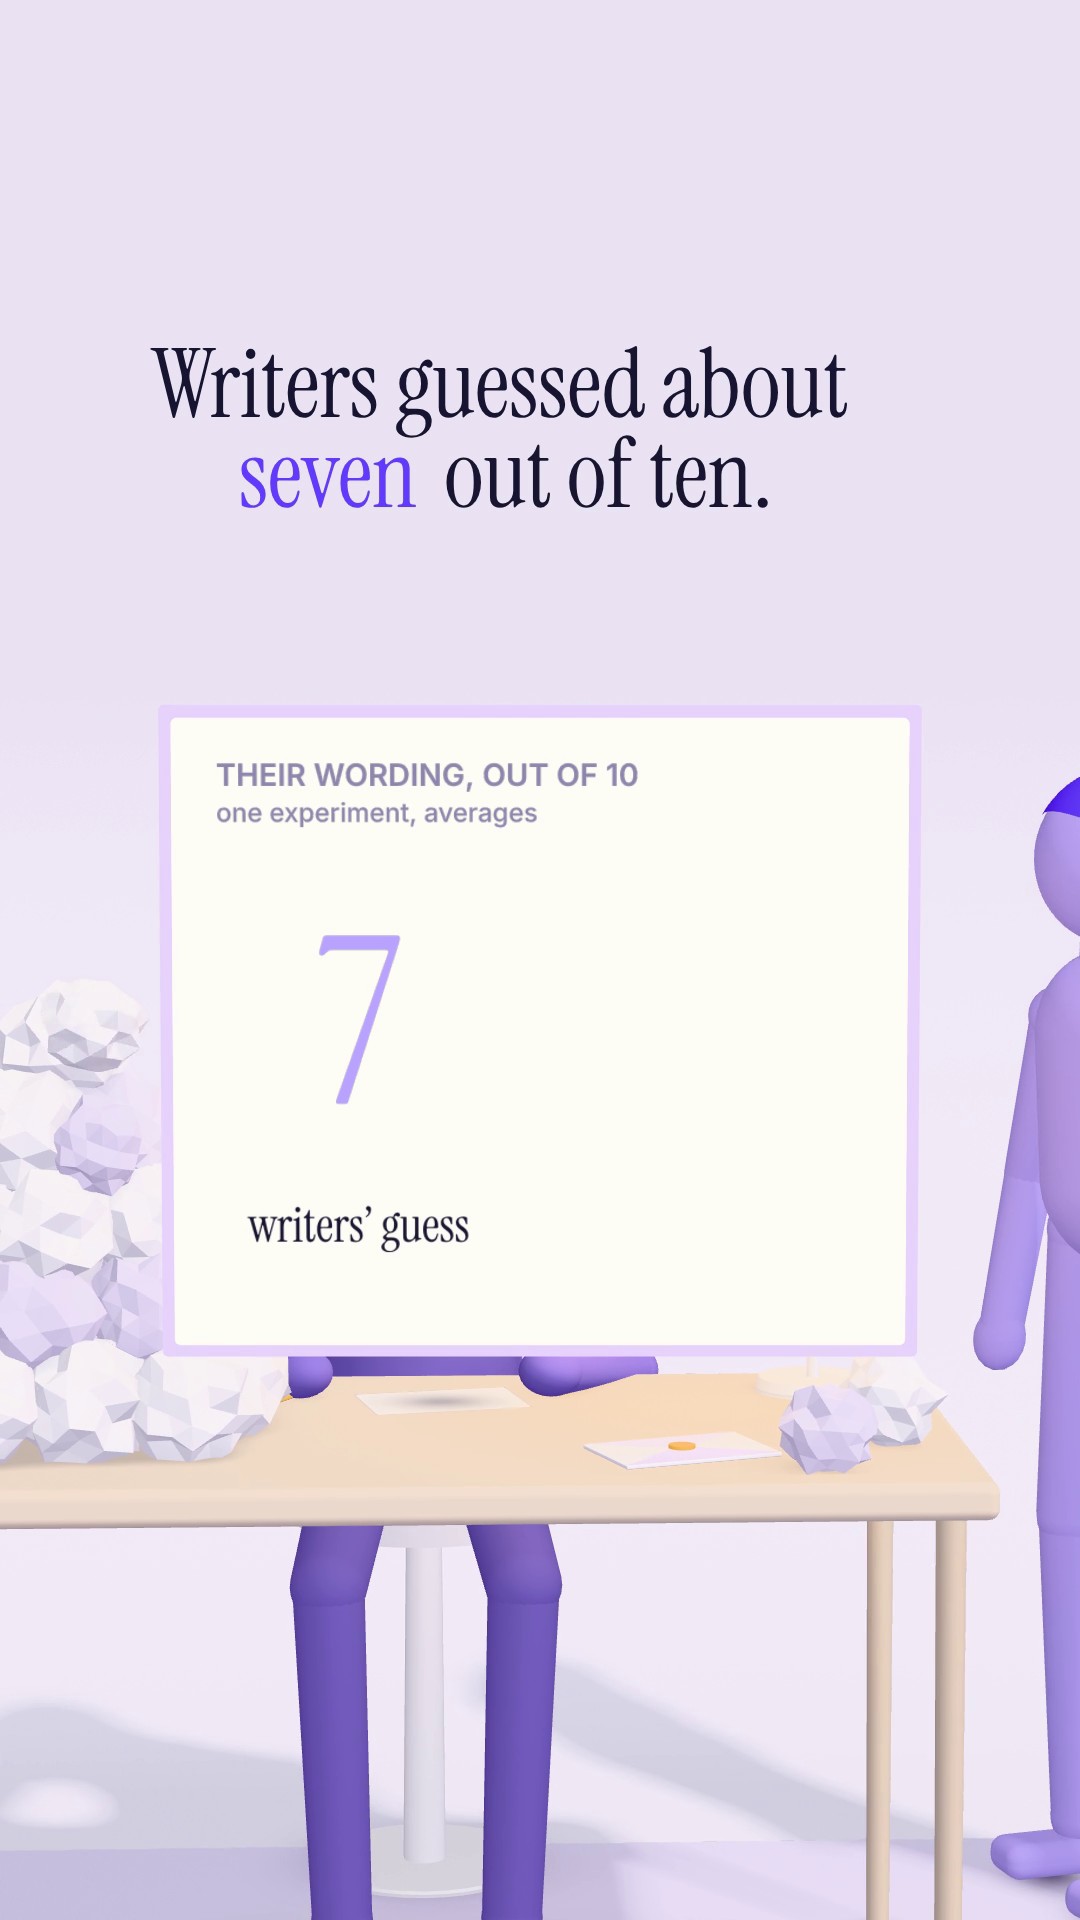 Writers guessed about
seven out of ten.
THEIR WORDING, OUT OF 10
one experiment, averages
7
writers’ guess